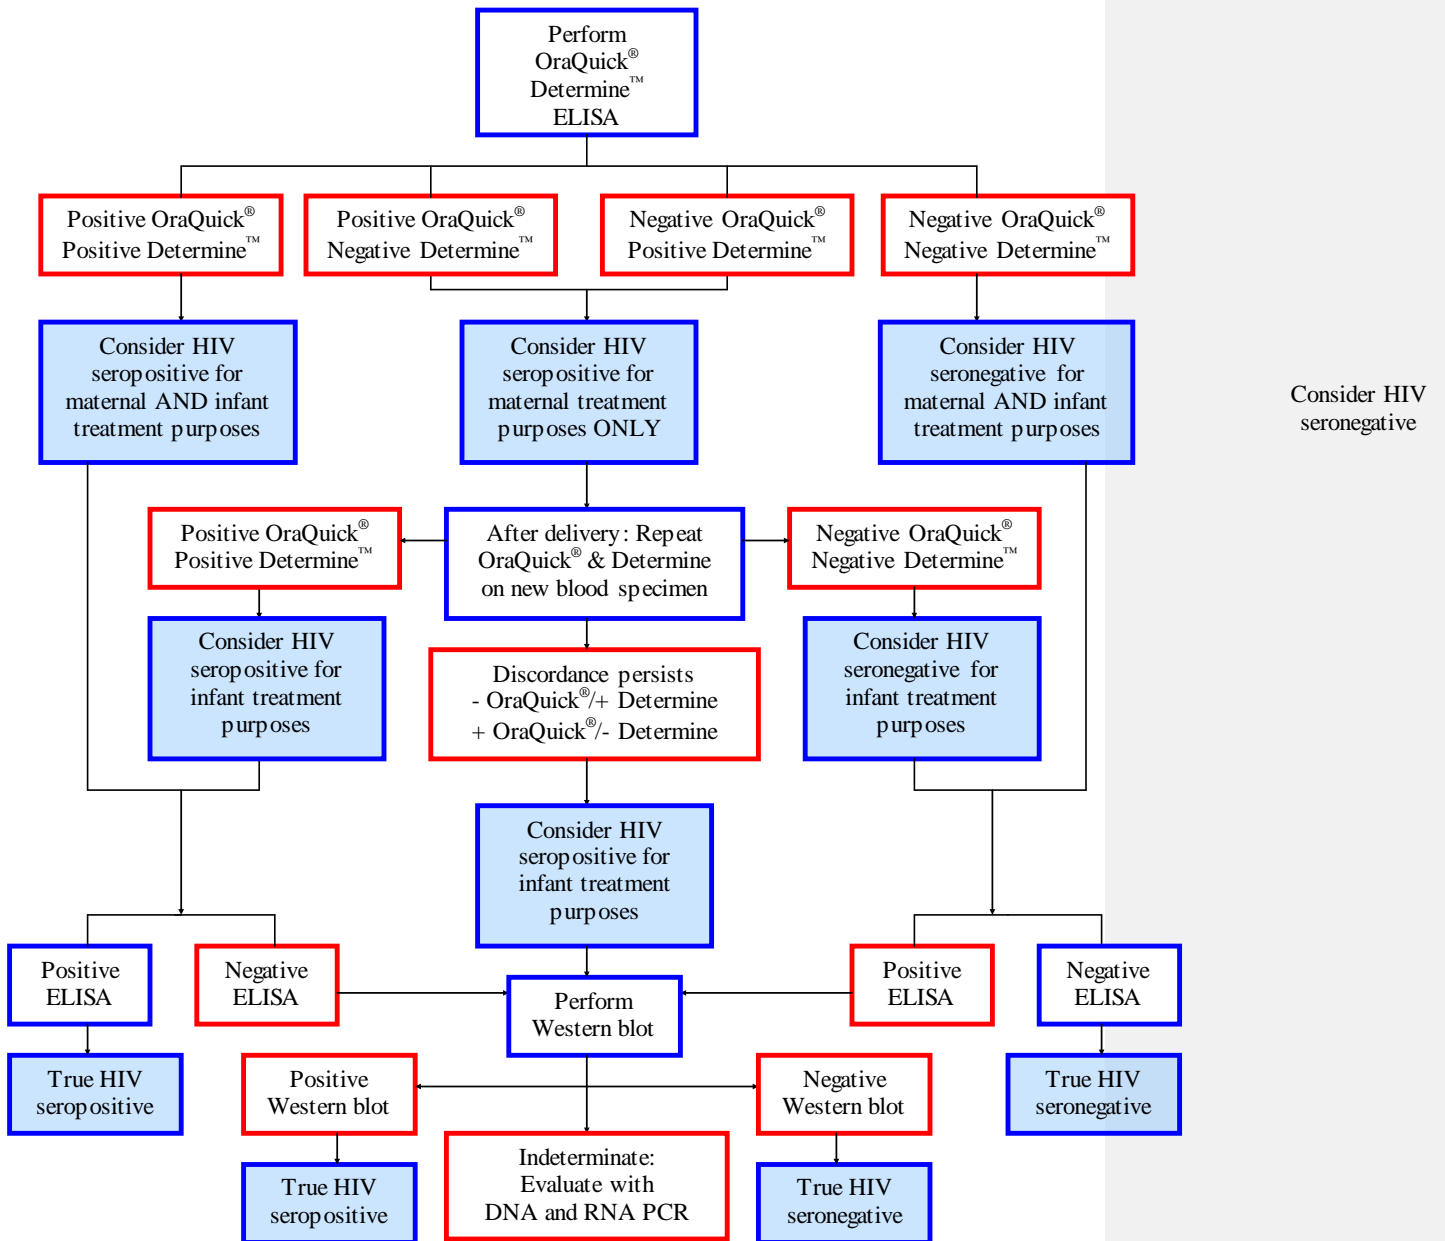 Perform
OraQuick®
Determine™
ELISA
Positive OraQuick®
Positive Determine™
Positive OraQuick®
Negative Determine™
Negative OraQuick®
Positive Determine™
Negative OraQuick®
Negative Determine™
Consider HIV
seropositive for
maternal AND infant
treatment purposes
Consider HIV
seropositive for
maternal treatment
purposes ONLY
Consider HIV
seronegative for
maternal AND infant
treatment purposes
Consider HIV
seronegative
Positive OraQuick®
Positive Determine™
After delivery: Repeat
OraQuick® & Determine
on new blood specimen
Negative OraQuick®
Negative Determine™
Consider HIV
seropositive for
infant treatment
purposes
Discordance persists
- OraQuick®/+ Determine
+ OraQuick®/- Determine
Consider HIV
seronegative for
infant treatment
purposes
Consider HIV
seropositive for
infant treatment
purposes
Positive
ELISA
Negative
ELISA
Perform
Western blot
Positive
ELISA
Negative
ELISA
True HIV
seropositive
Positive
Western blot
Negative
Western blot
True HIV
seronegative
True HIV
seropositive
Indeterminate:
Evaluate with
DNA and RNA PCR
True HIV
seronegative